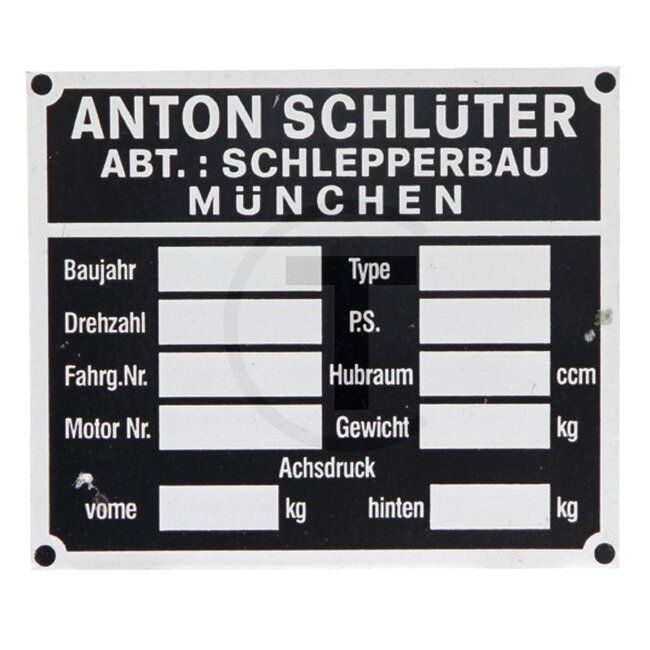 ANTON SCHLÜTER
ABT.: SCHLEPPERBAU
MÜNCHEN
Baujahr Type
Drehzahl P.S.
Fahrg.Nr. Hubraum ccm
Motor Nr. Gewicht kg
Achsdruck
vorne kg hinten kg